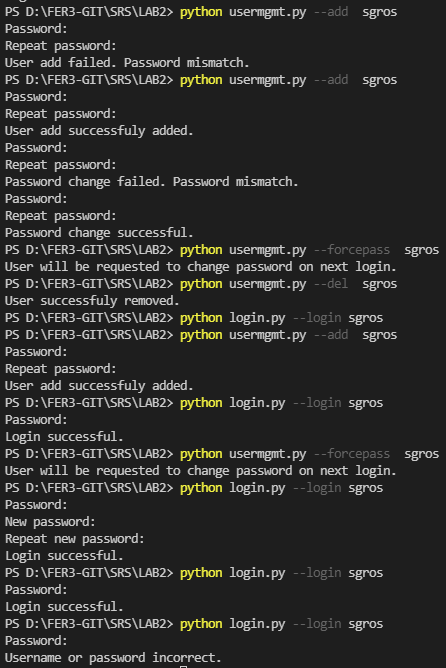 PS D:\FER3-GIT\SRS\LAB2> python usermgmt.py --add  sgros
Password:
Repeat password:
User add failed. Password mismatch.
PS D:\FER3-GIT\SRS\LAB2> python usermgmt.py --add  sgros
Password:
Repeat password:
User add successfuly added.
Password:
Repeat password:
Password change failed. Password mismatch.
Password:
Repeat password:
Password change successful.
PS D:\FER3-GIT\SRS\LAB2> python usermgmt.py --forcepass  sgros
User will be requested to change password on next login.
PS D:\FER3-GIT\SRS\LAB2> python usermgmt.py --del  sgros
User successfuly removed.
PS D:\FER3-GIT\SRS\LAB2> python login.py --login sgros
PS D:\FER3-GIT\SRS\LAB2> python usermgmt.py --add  sgros
Password:
Repeat password:
User add successfuly added.
PS D:\FER3-GIT\SRS\LAB2> python login.py --login sgros
Password:
Login successful.
PS D:\FER3-GIT\SRS\LAB2> python usermgmt.py --forcepass  sgros
User will be requested to change password on next login.
PS D:\FER3-GIT\SRS\LAB2> python login.py --login sgros
Password:
New password:
Repeat new password:
Login successful.
PS D:\FER3-GIT\SRS\LAB2> python login.py --login sgros
Password:
Login successful.
PS D:\FER3-GIT\SRS\LAB2> python login.py --login sgros
Password:
Username or password incorrect.